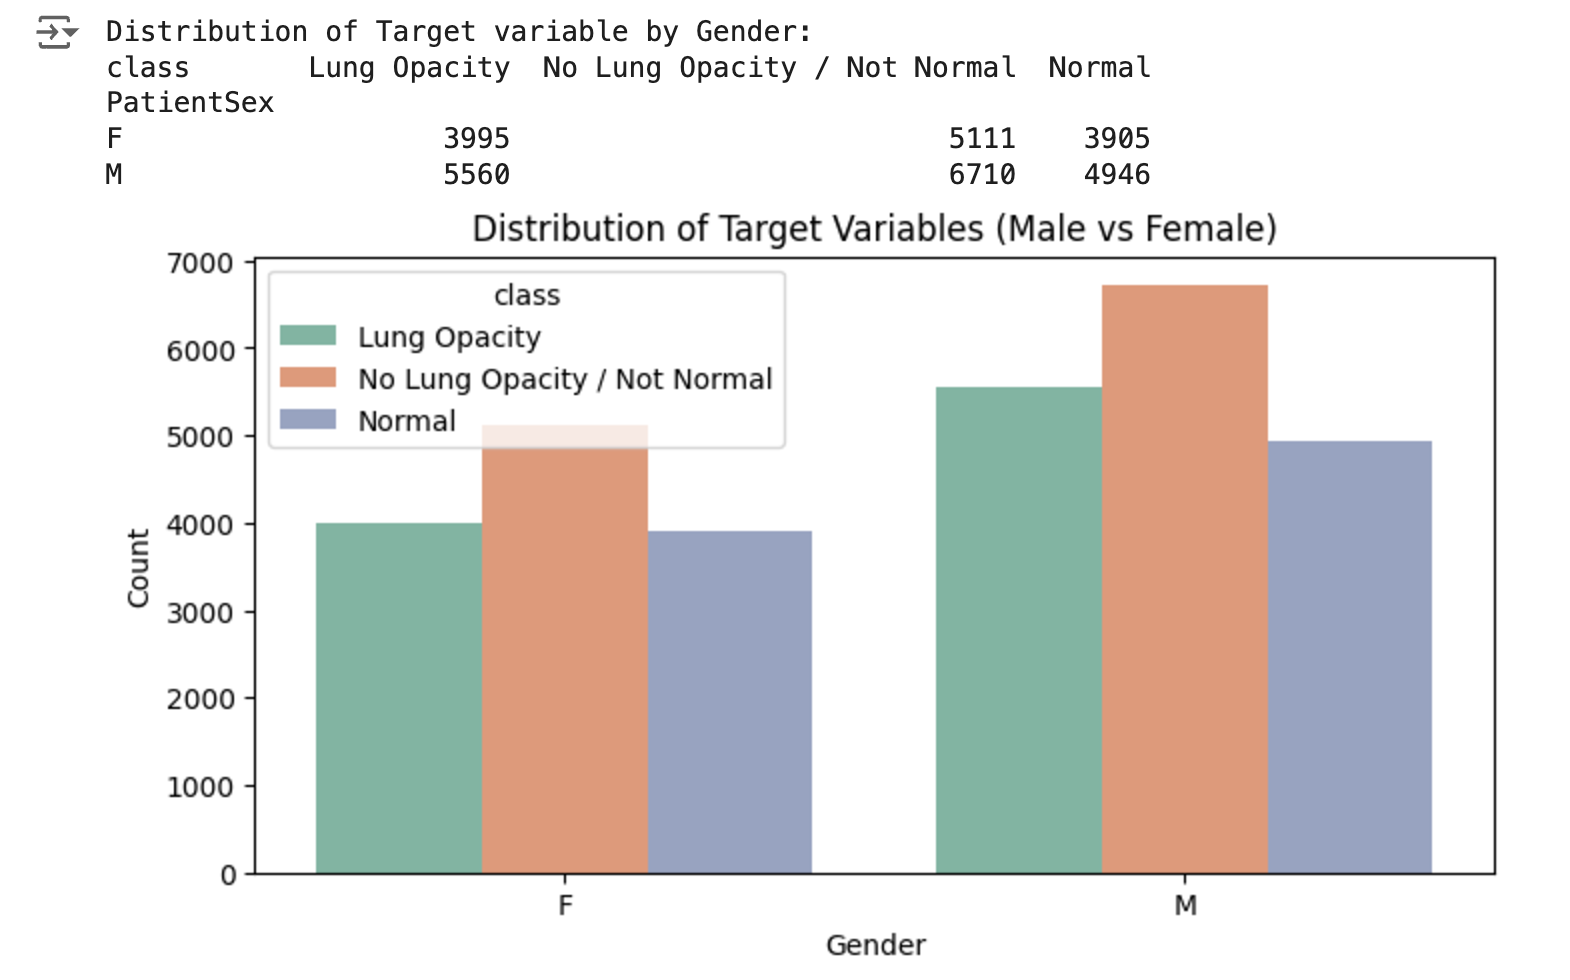 Distribution of Target variable by Gender:
class Lung Opacity No Lung Opacity / Not Normal Normal
PatientSex
F 3995 5111 3905
M 5560 6710 4946
Distribution of Target Variables (Male vs Female)
7000
6000
5000
4000
3000
2000
1000
0
Count
class
Lung Opacity
No Lung Opacity / Not Normal
Normal
F M
Gender